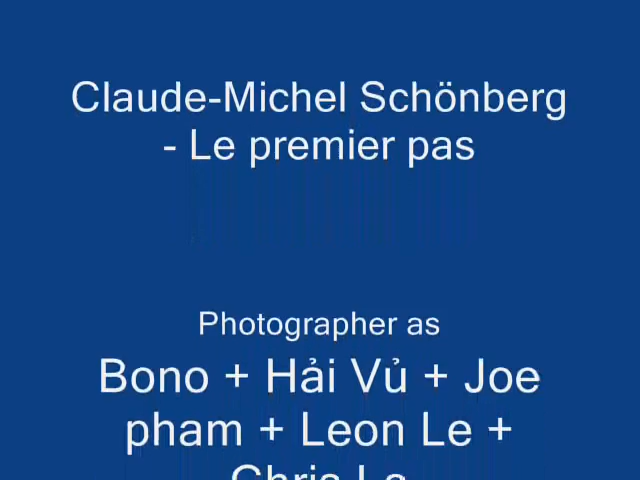 Claude-Michel Schönberg
- Le premier pas
Photographer as
Bono + Hải Vủ + Joe
pham + Leon Le +